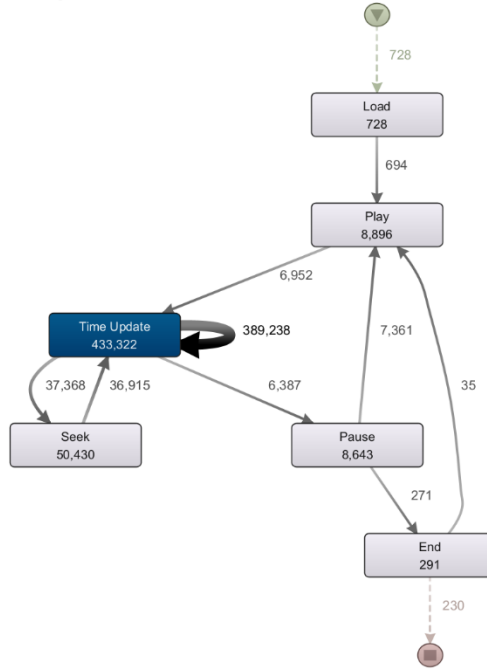 728
Load
728
694
Play
8,896
6,952
Time Update
433,322
389,238
7,361
35
37,368
36,915
6,387
Seek
50,430
Pause
8,643
271
End
291
230